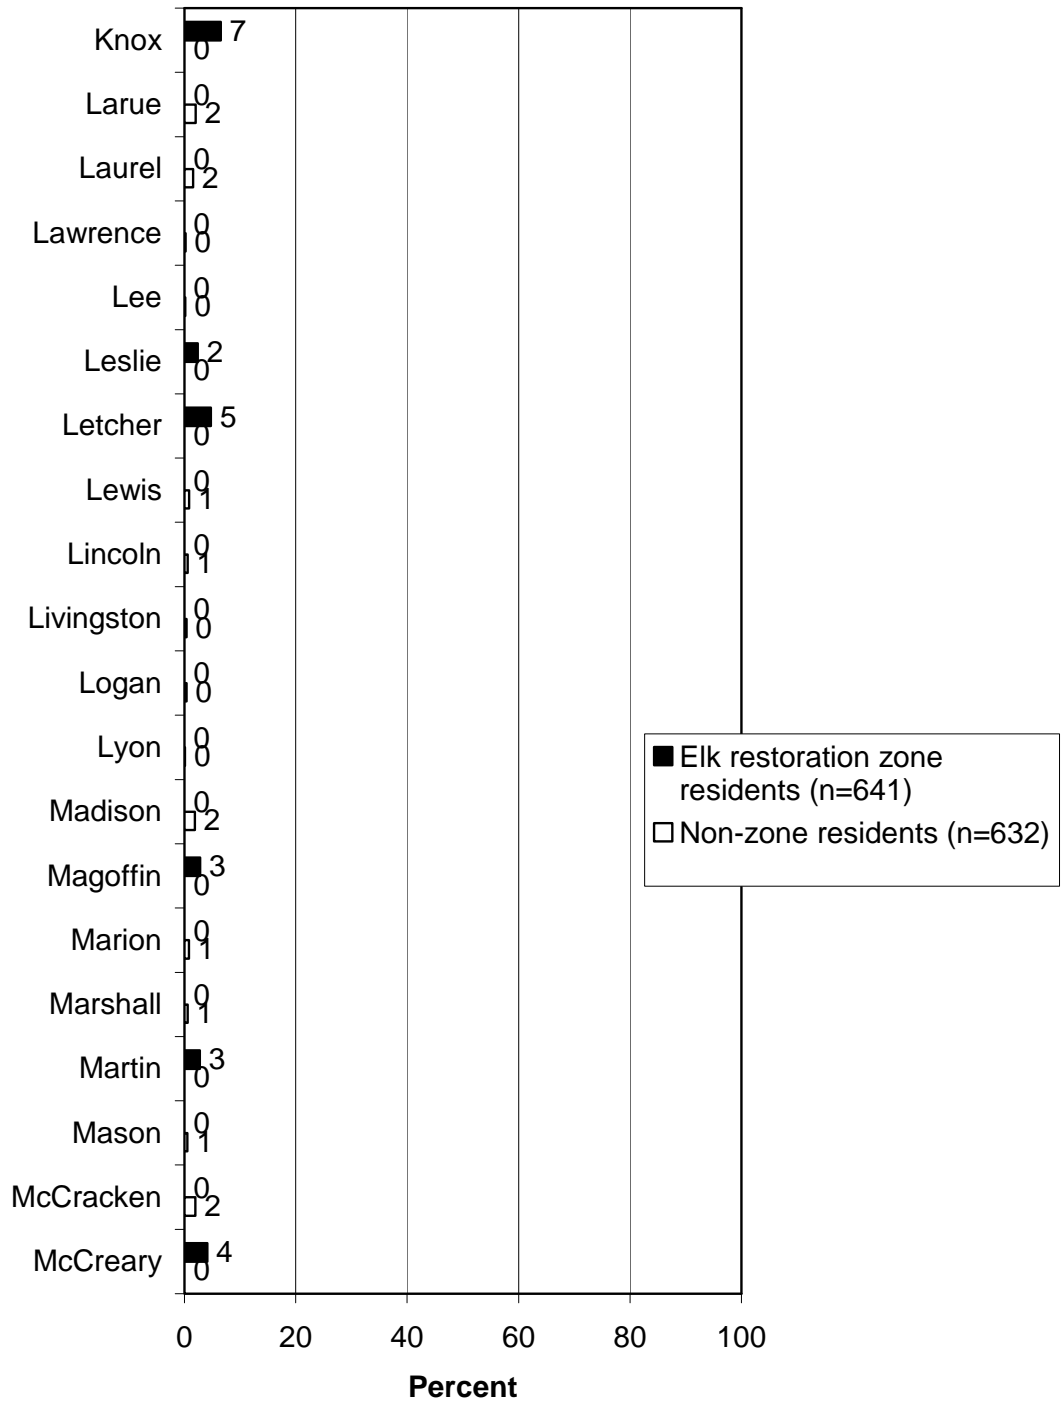 Knox 7
0
Larue 0
2
Laurel 0
2
Lawrence 0
0
Lee 0
0
Leslie 2
0
Letcher 5
0
Lewis 0
1
Lincoln 0
1
Livingston 0
0
Logan 0
0
Lyon 0
0
Madison 0
2
Magoffin 3
0
Marion 0
1
Marshall 0
1
Martin 3
0
Mason 0
1
McCracken 0
2
McCreary 4
0
0 20 40 60 80 100
Percent
Elk restoration zone
residents (n=641)
Non-zone residents (n=632)